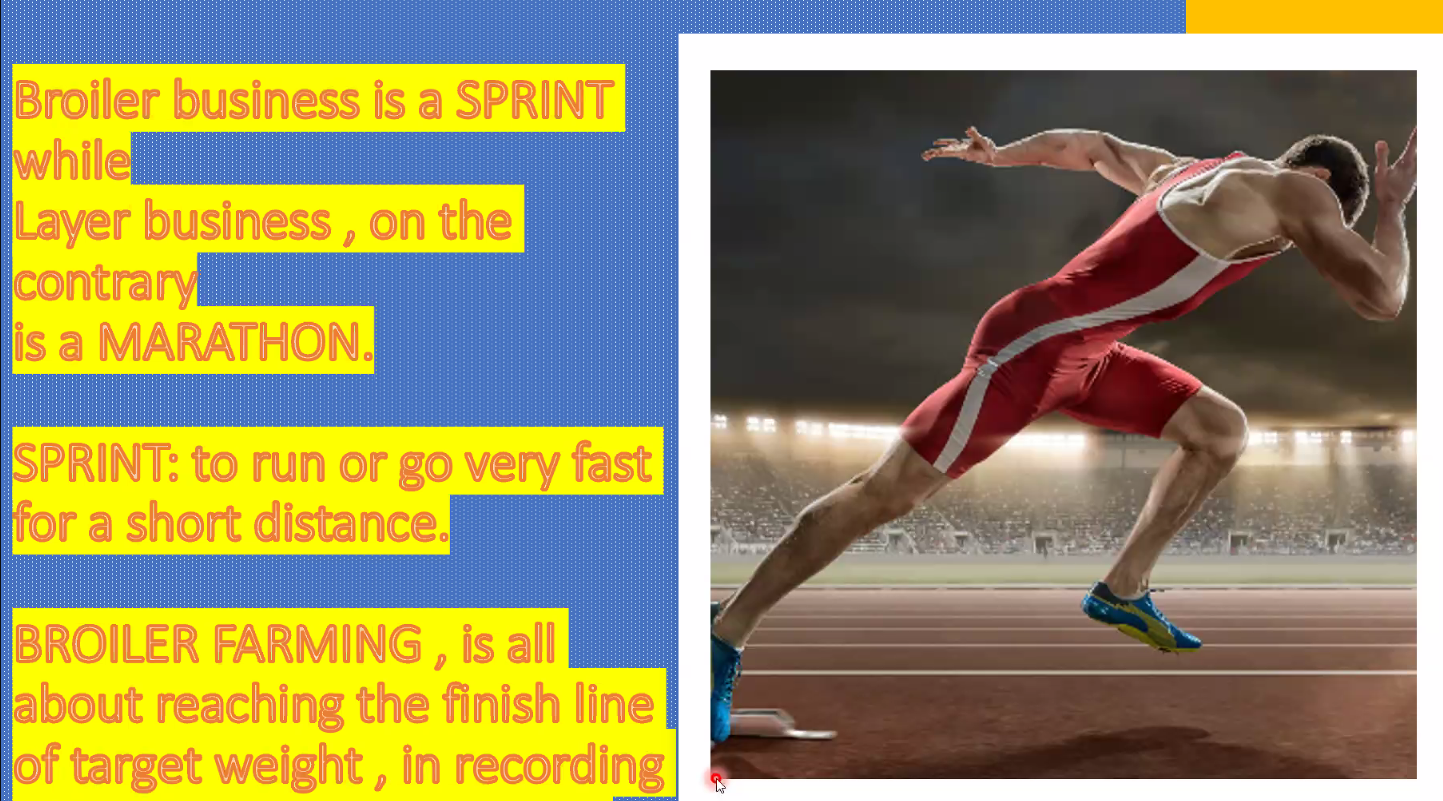 Broiler business is a SPRINT
while
Layer business , on the
contrary
is a MARATHON.
SPRINT: to run or go very fast
for a short distance.
BROILER FARMING , is all
about reaching the finish line
of target weight , in recording